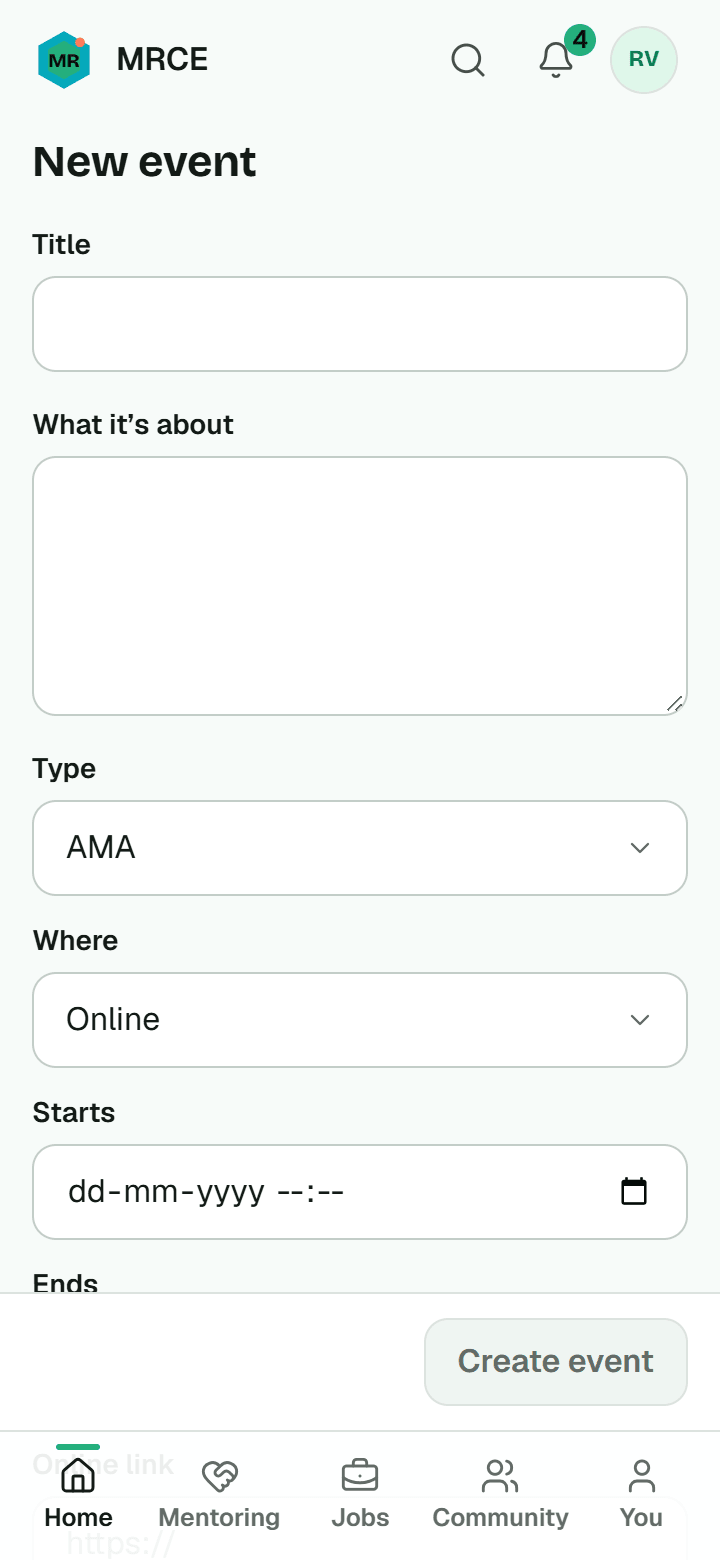 MR
MRCE
4
RV
New event
Title
What it’s about
Type
AMA
Where
Online
Starts
dd-mm-yyyy --:--
Ends
Create event
Online link
Home
Mentoring
Jobs
Community
You
https://